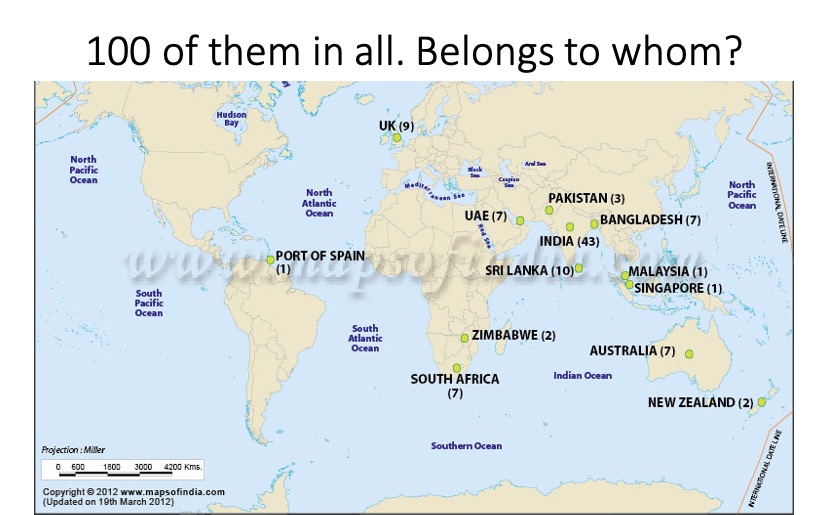 100 of them in all. Belongs to whom?
Hudson
Bay
UK (9)
North
Pacific
Ocean
North
Atlantic
Ocean
Mediterranean Sea
Black
Sea
Caspian
Sea
Aral Sea
Red Sea
North
Pacific
Ocean
INTERNATIONAL DATE LINE
PAKISTAN (3)
UAE (7)
BANGLADESH (7)
INDIA (43)
PORT OF SPAIN
(1)
SRI LANKA (10)
MALAYSIA (1)
SINGAPORE (1)
www.mapsofindia.com
South
Pacific
Ocean
South
Atlantic
Ocean
ZIMBABWE (2)
AUSTRALIA (7)
SOUTH AFRICA
(7)
Indian Ocean
NEW ZEALAND (2)
Southern Ocean
INTERNATIONAL DATE LINE
Projection : Miller
0 600 1800 3000 4200 Kms.
Copyright © 2012 www.mapsofindia.com
(Updated on 19th March 2012)